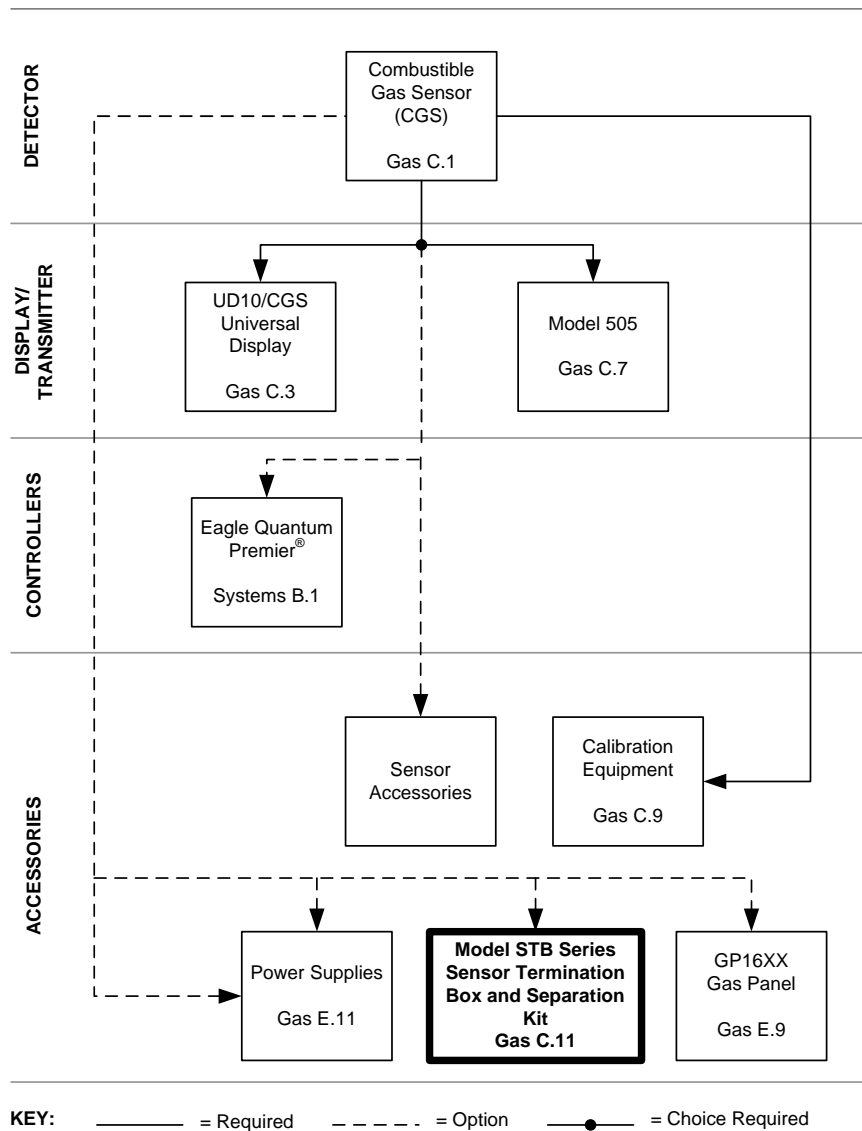 DETECTOR
Combustible
Gas Sensor
(CGS)
Gas C.1
DISPLAY/
TRANSMITTER
UD10/CGS
Universal
Display
Gas C.3
Model 505
Gas C.7
CONTROLLERS
Eagle Quantum
Premier®
Systems B.1
ACCESSORIES
Sensor
Accessories
Calibration
Equipment
Gas C.9
Power Supplies
Gas E.11
Model STB Series
Sensor Termination
Box and Separation
Kit
Gas C.11
GP16XX
Gas Panel
Gas E.9
KEY: = Required = Option = Choice Required